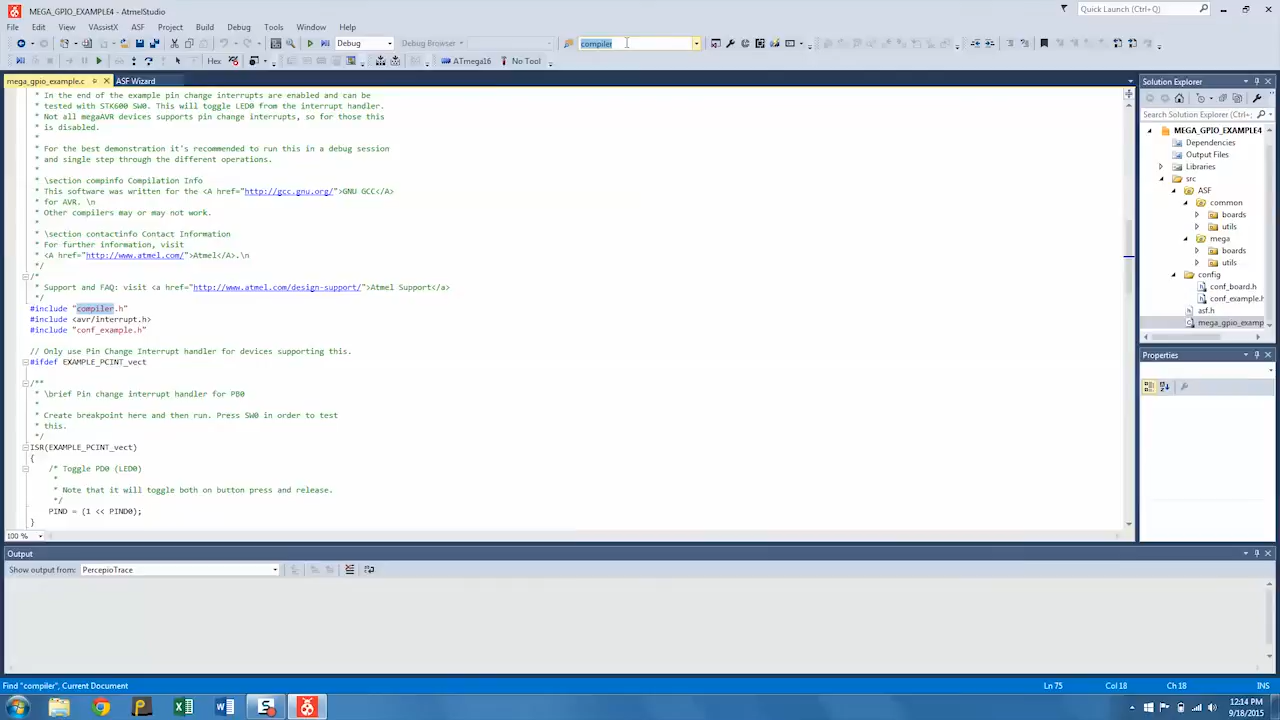 MEGA_GPIO_EXAMPLE4 - AtmelStudio
Quick Launch (Ctrl+Q)
File Edit View VAssistX ASF Project Build Debug Tools Window Help
Debug
Debug Browser
compiler
Hex
ATmega16
No Tool
mega_gpio_example.c
ASF Wizard
* In the end of the example pin change interrupts are enabled and can be
* tested with STK600 SW0. This will toggle LED0 from the interrupt handler.
* Not all megaAVR devices supports pin change interrupts, so for those this
* is disabled.
*
* For the best demonstration it's recommended to run this in a debug session
* and single step through the different operations.
*
* \section compinfo Compilation Info
* This software was written for the <A href="http://gcc.gnu.org/">GNU GCC</A>
* for AVR. \n
* Other compilers may or may not work.
*
* \section contactinfo Contact Information
* For further information, visit
* <A href="http://www.atmel.com/">Atmel</A>.\n
*/
/*
* Support and FAQ: visit <a href="http://www.atmel.com/design-support/">Atmel Support</a>
*/
#include "compiler.h"
#include <avr/interrupt.h>
#include "conf_example.h"
// Only use Pin Change Interrupt handler for devices supporting this.
#ifdef EXAMPLE_PCINT_vect
/**
* \brief Pin change interrupt handler for PB0
*
* Create breakpoint here and then run. Press SW0 in order to test
* this.
*/
ISR(EXAMPLE_PCINT_vect)
{
/* Toggle PD0 (LED0)
*
* Note that it will toggle both on button press and release.
*/
PIND = (1 << PIND0);
}
100 %
Solution Explorer
Search Solution Explorer (Ctrl+;
MEGA_GPIO_EXAMPLE4
Dependencies
Output Files
Libraries
src
ASF
common
boards
utils
mega
boards
utils
config
conf_board.h
conf_example.h
asf.h
mega_gpio_examp
Properties
Output
Show output from: PercepioTrace
Find "compiler", Current Document
Ln 75 Col 18 Ch 18 INS
12:14 PM
9/18/2015